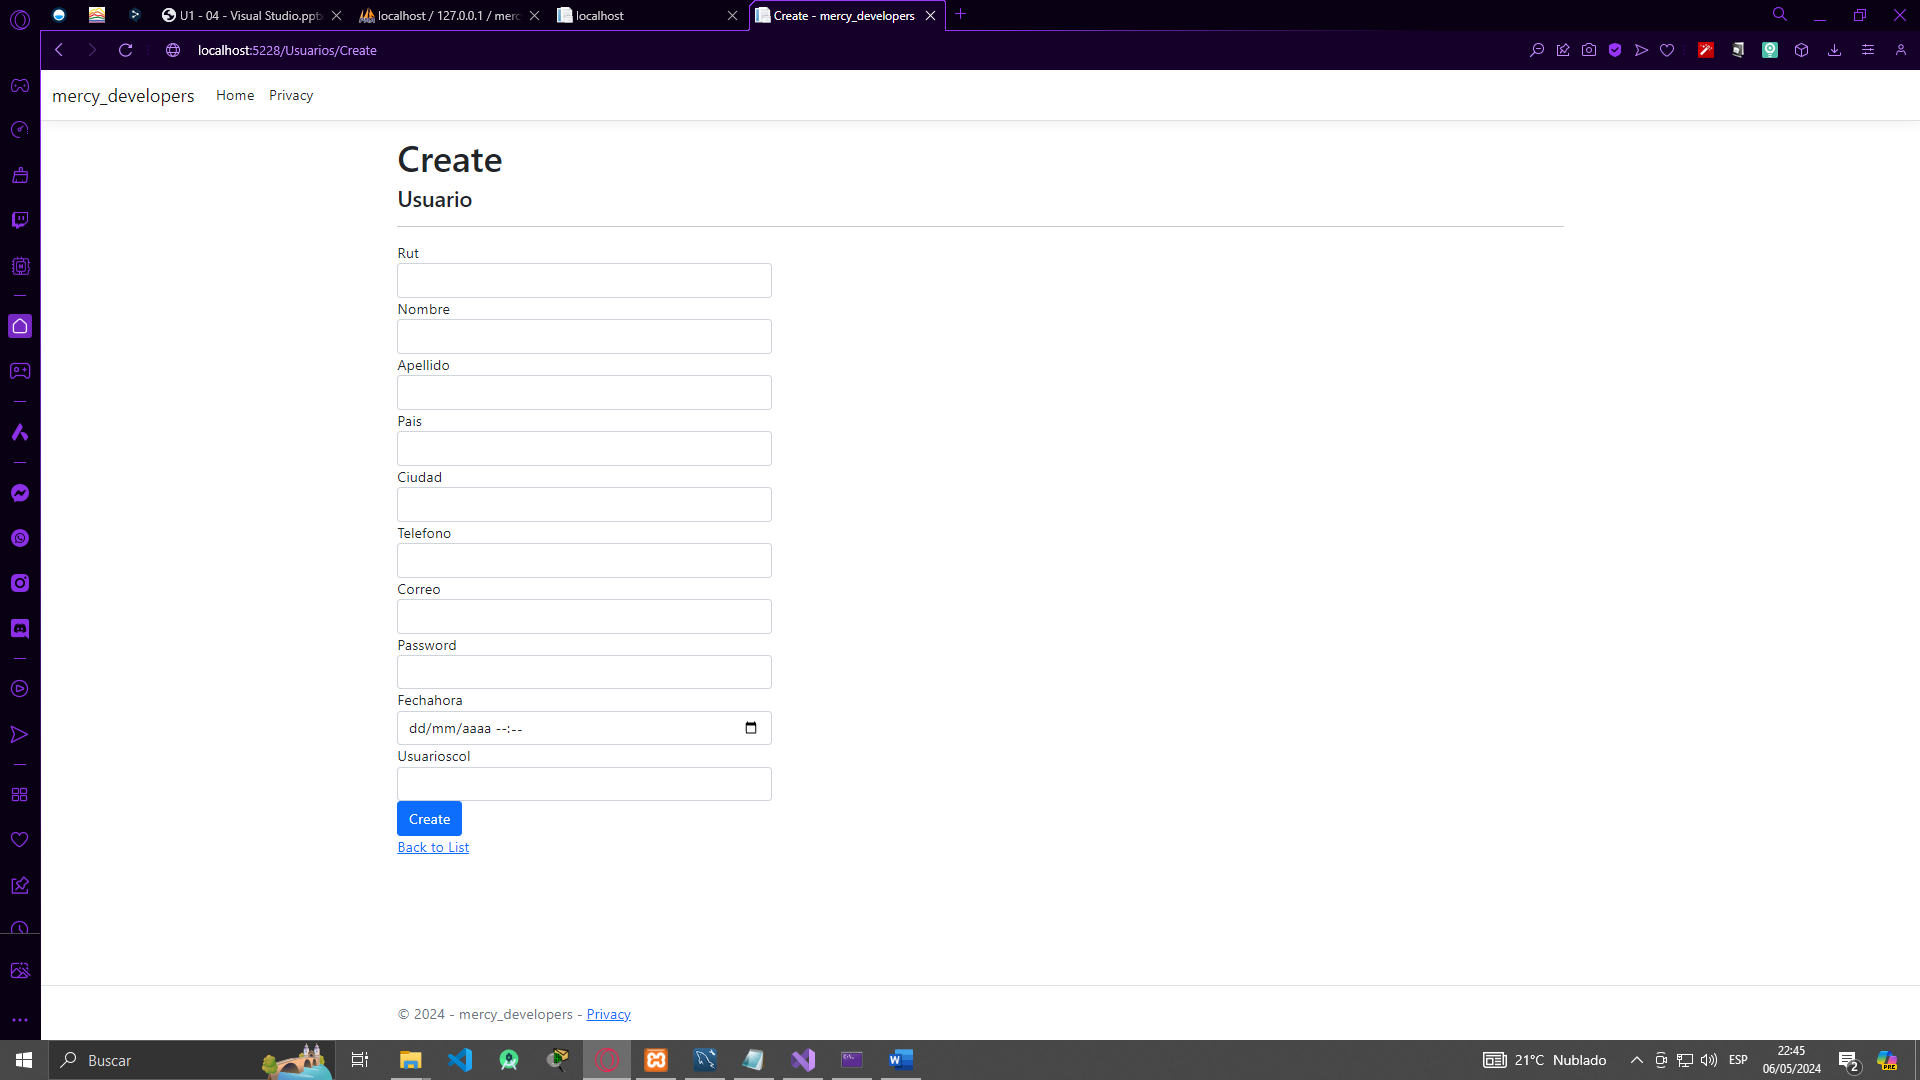 U1 - 04 - Visual Studio.ppt
localhost / 127.0.0.1 / merc
localhost
Create - mercy_developers
localhost:5228/Usuarios/Create
mercy_developers
Home
Privacy
Create
Usuario
Rut
Nombre
Apellido
Pais
Ciudad
Telefono
Correo
Password
Fechahora
dd/mm/aaaa --:--
Usuarioscol
Create
Back to List
© 2024 - mercy_developers - Privacy
Buscar
21°C Nublado
ESP
22:45
06/05/2024
2
PRE